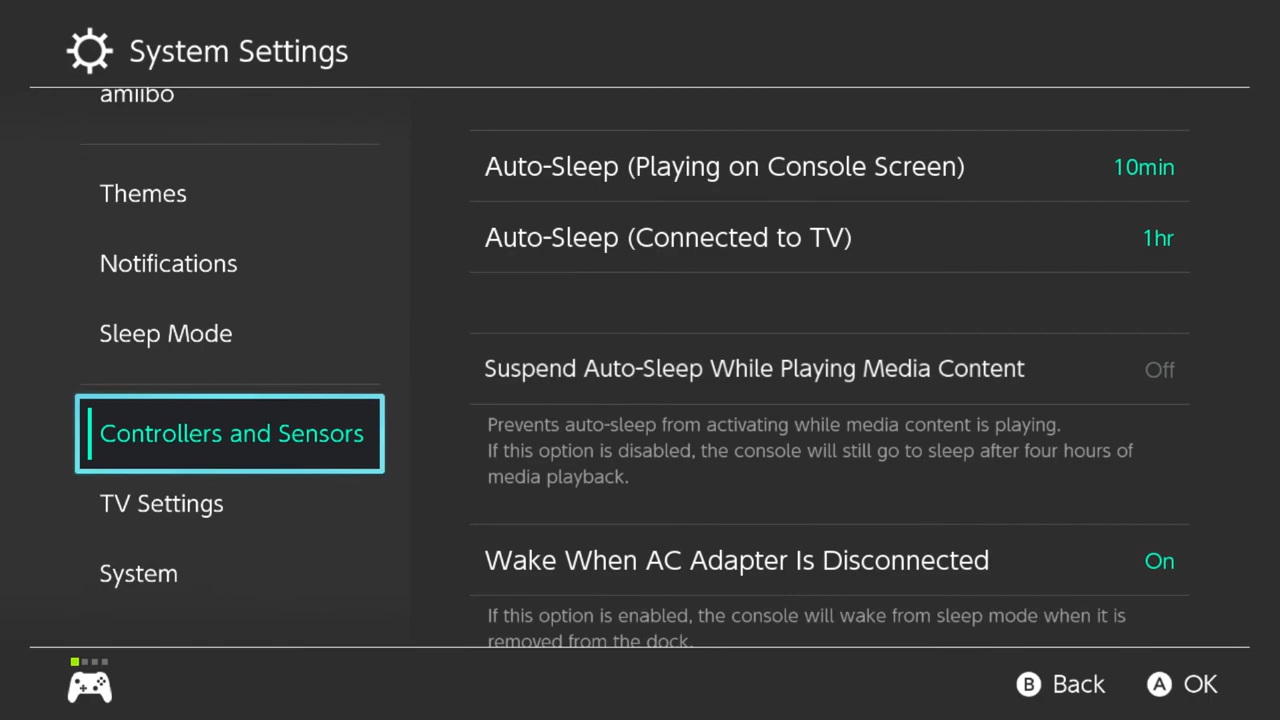 System Settings
amiibo
Themes
Notifications
Sleep Mode
Controllers and Sensors
TV Settings
System
Auto-Sleep (Playing on Console Screen) 10min
Auto-Sleep (Connected to TV) 1hr
Suspend Auto-Sleep While Playing Media Content Off
Prevents auto-sleep from activating while media content is playing.
If this option is disabled, the console will still go to sleep after four hours of
media playback.
Wake When AC Adapter Is Disconnected On
If this option is enabled, the console will wake from sleep mode when it is
removed from the dock.
B Back A OK